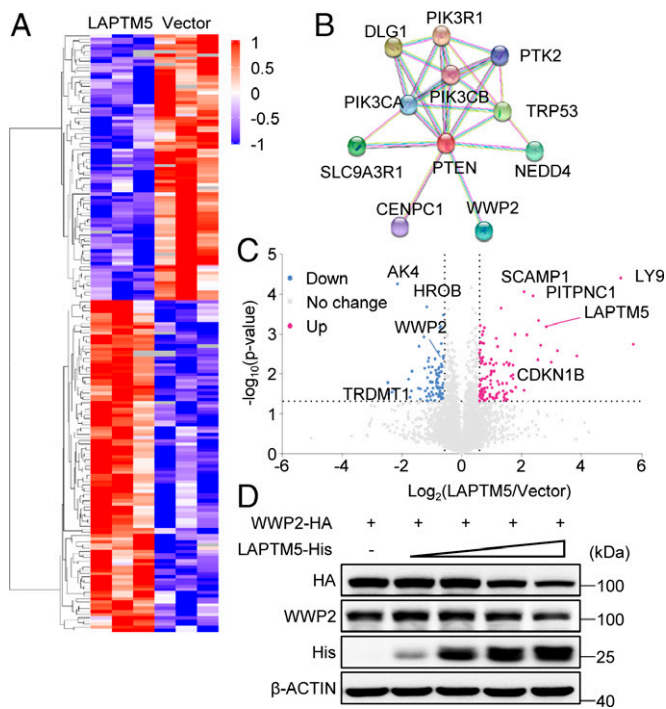 A
LAPTM5 Vector
1
0.5
0
-0.5
-1
B
DLG1
PIK3R1
PTK2
PIK3CA
PIK3CB
TRP53
SLC9A3R1
PTEN
NEDD4
CENPC1
WWP2
C
5
4
3
2
1
0
-log10(p-value)
Down
No change
Up
AK4
HROB
WWP2
TRDMT1
SCAMP1
LY9
PITPNC1
LAPTM5
CDKN1B
-6 -4 -2 0 2 4 6
Log2(LAPTM5/Vector)
D
WWP2-HA + + + + +
LAPTM5-His -
(kDa)
HA 100
WWP2 100
His 25
β-ACTIN 40